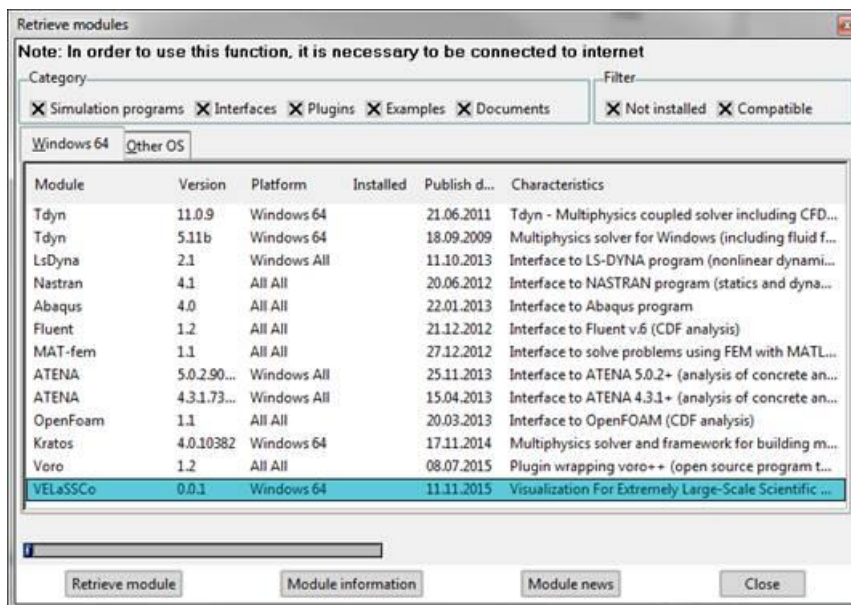 Retrieve modules
Note: In order to use this function, it is necessary to be connected to internet
Category Filter
Simulation programs Interfaces Plugins Examples Documents Not installed Compatible
Windows 64 Other OS
Module Version Platform Installed Publish d... Characteristics
Tdyn 11.0.9 Windows 64 21.06.2011 Tdyn - Multiphysics coupled solver including CFD...
Tdyn 5.11b Windows 64 18.09.2009 Multiphysics solver for Windows (including fluid f...
LsDyna 2.1 Windows All 11.10.2013 Interface to LS-DYNA program (nonlinear dynami...
Nastran 4.1 All All 20.06.2012 Interface to NASTRAN program (statics and dyna...
Abaqus 4.0 All All 22.01.2013 Interface to Abaqus program
Fluent 1.2 All All 21.12.2012 Interface to Fluent v.6 (CDF analysis)
MAT-fem 1.1 All All 27.12.2012 Interface to solve problems using FEM with MATL...
ATENA 5.0.2.90... Windows All 25.11.2013 Interface to ATENA 5.0.2+ (analysis of concrete an...
ATENA 4.3.1.73... Windows All 15.04.2013 Interface to ATENA 4.3.1+ (analysis of concrete an...
OpenFoam 1.1 All All 20.03.2013 Interface to OpenFOAM (CDF analysis)
Kratos 4.0.10382 Windows 64 17.11.2014 Multiphysics solver and framework for building m...
Voro 1.2 All All 08.07.2015 Plugin wrapping voro++ (open source program t...
VELaSSCo 0.0.1 Windows 64 11.11.2015 Visualization For Extremely Large-Scale Scientific ...
Retrieve module Module information Module news Close